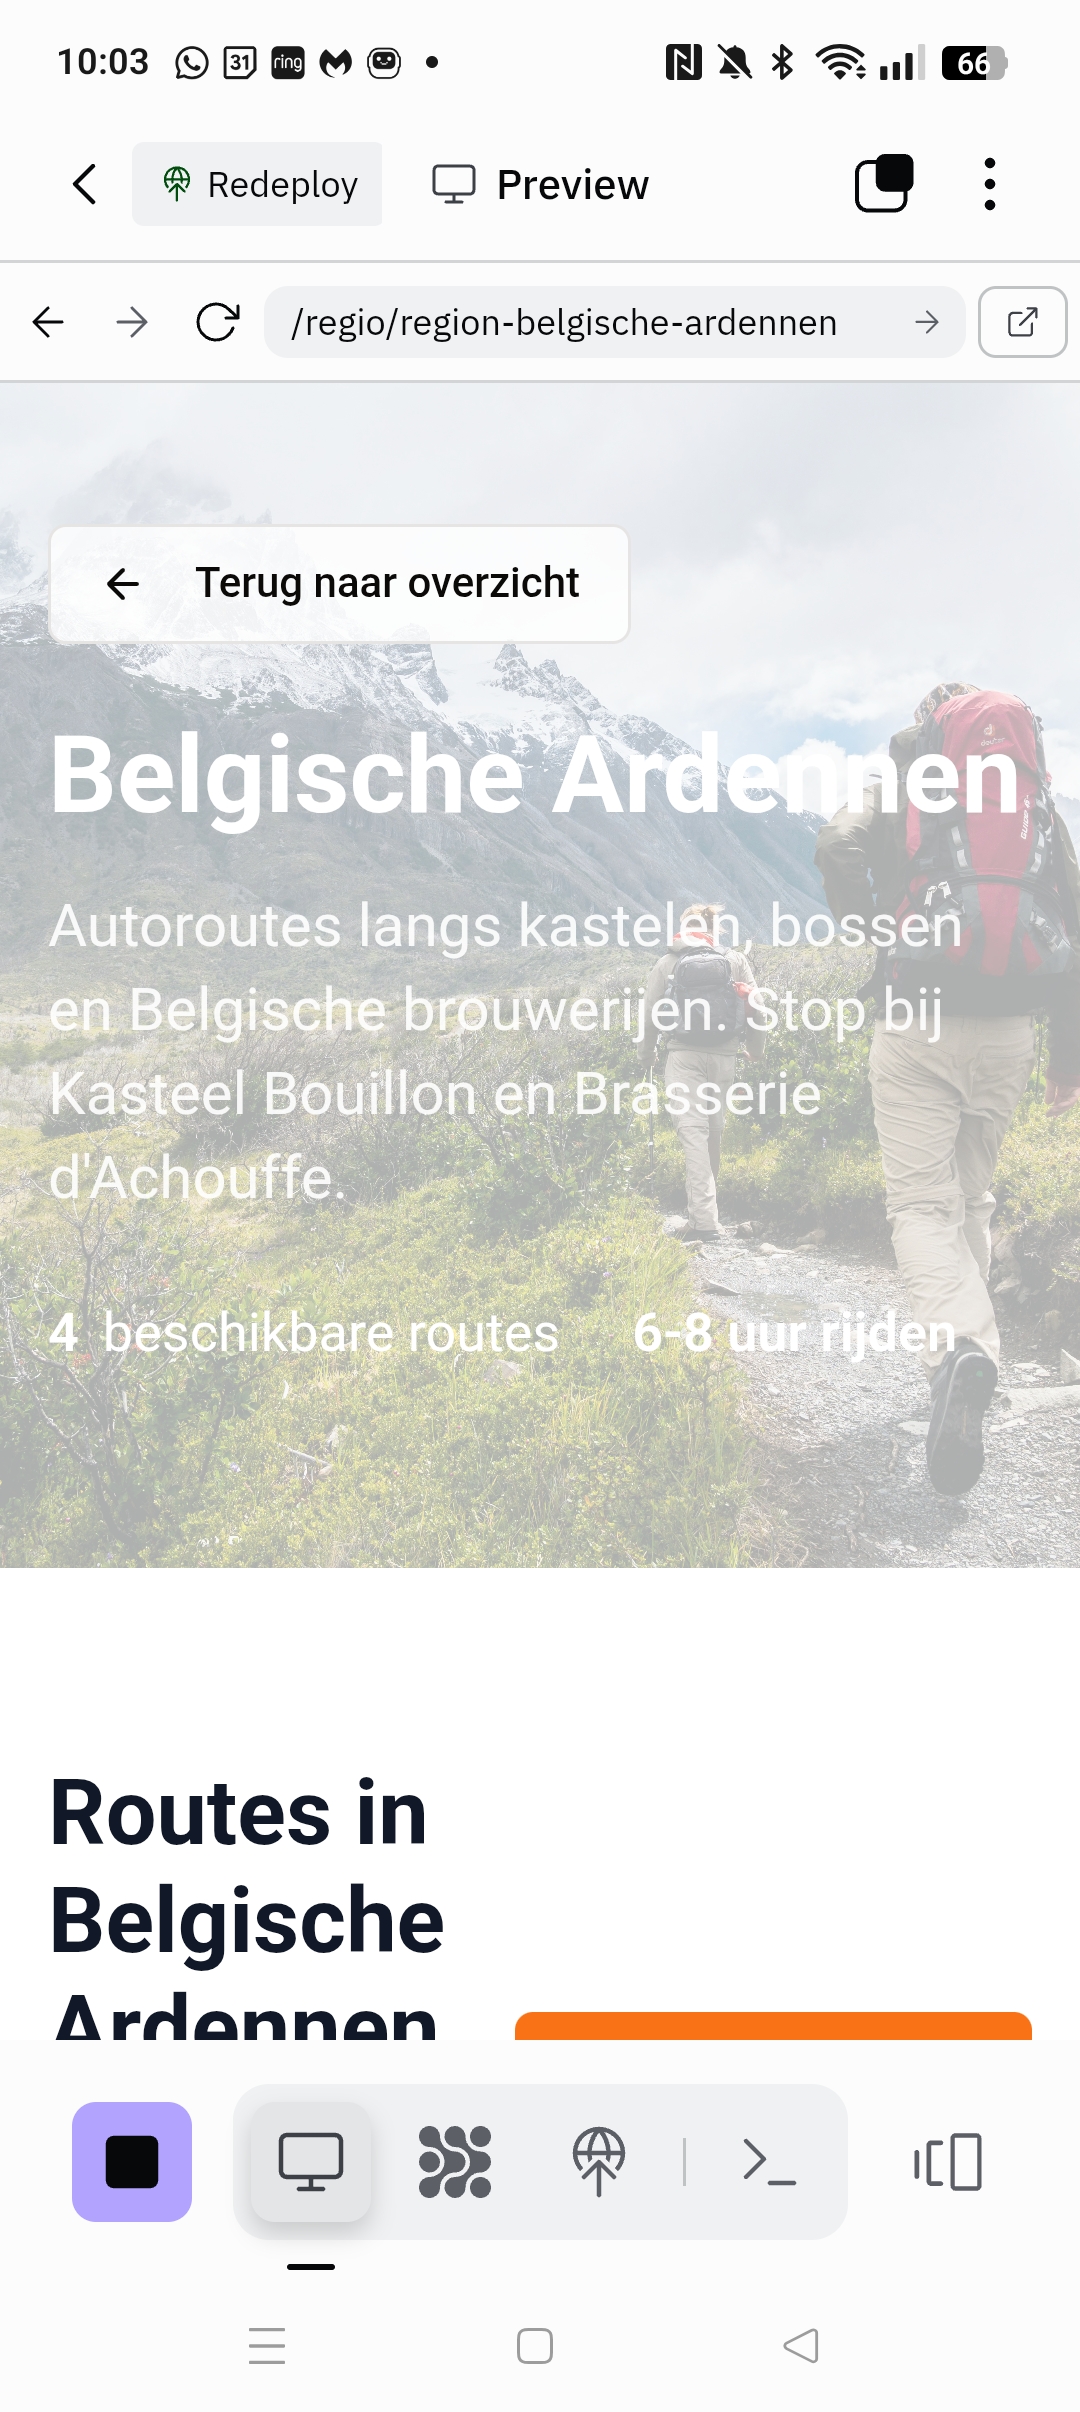 10:03
31
ring
66
Redeploy
Preview
/regio/region-belgische-ardennen
Terug naar overzicht
Belgische Ardennen
Autoroutes langs kastelen, bossen
en Belgische brouwerijen. Stop bij
Kasteel Bouillon en Brasserie
d'Achouffe.
4 beschikbare routes
6-8 uur rijden
Routes in
Belgische
Ardennen